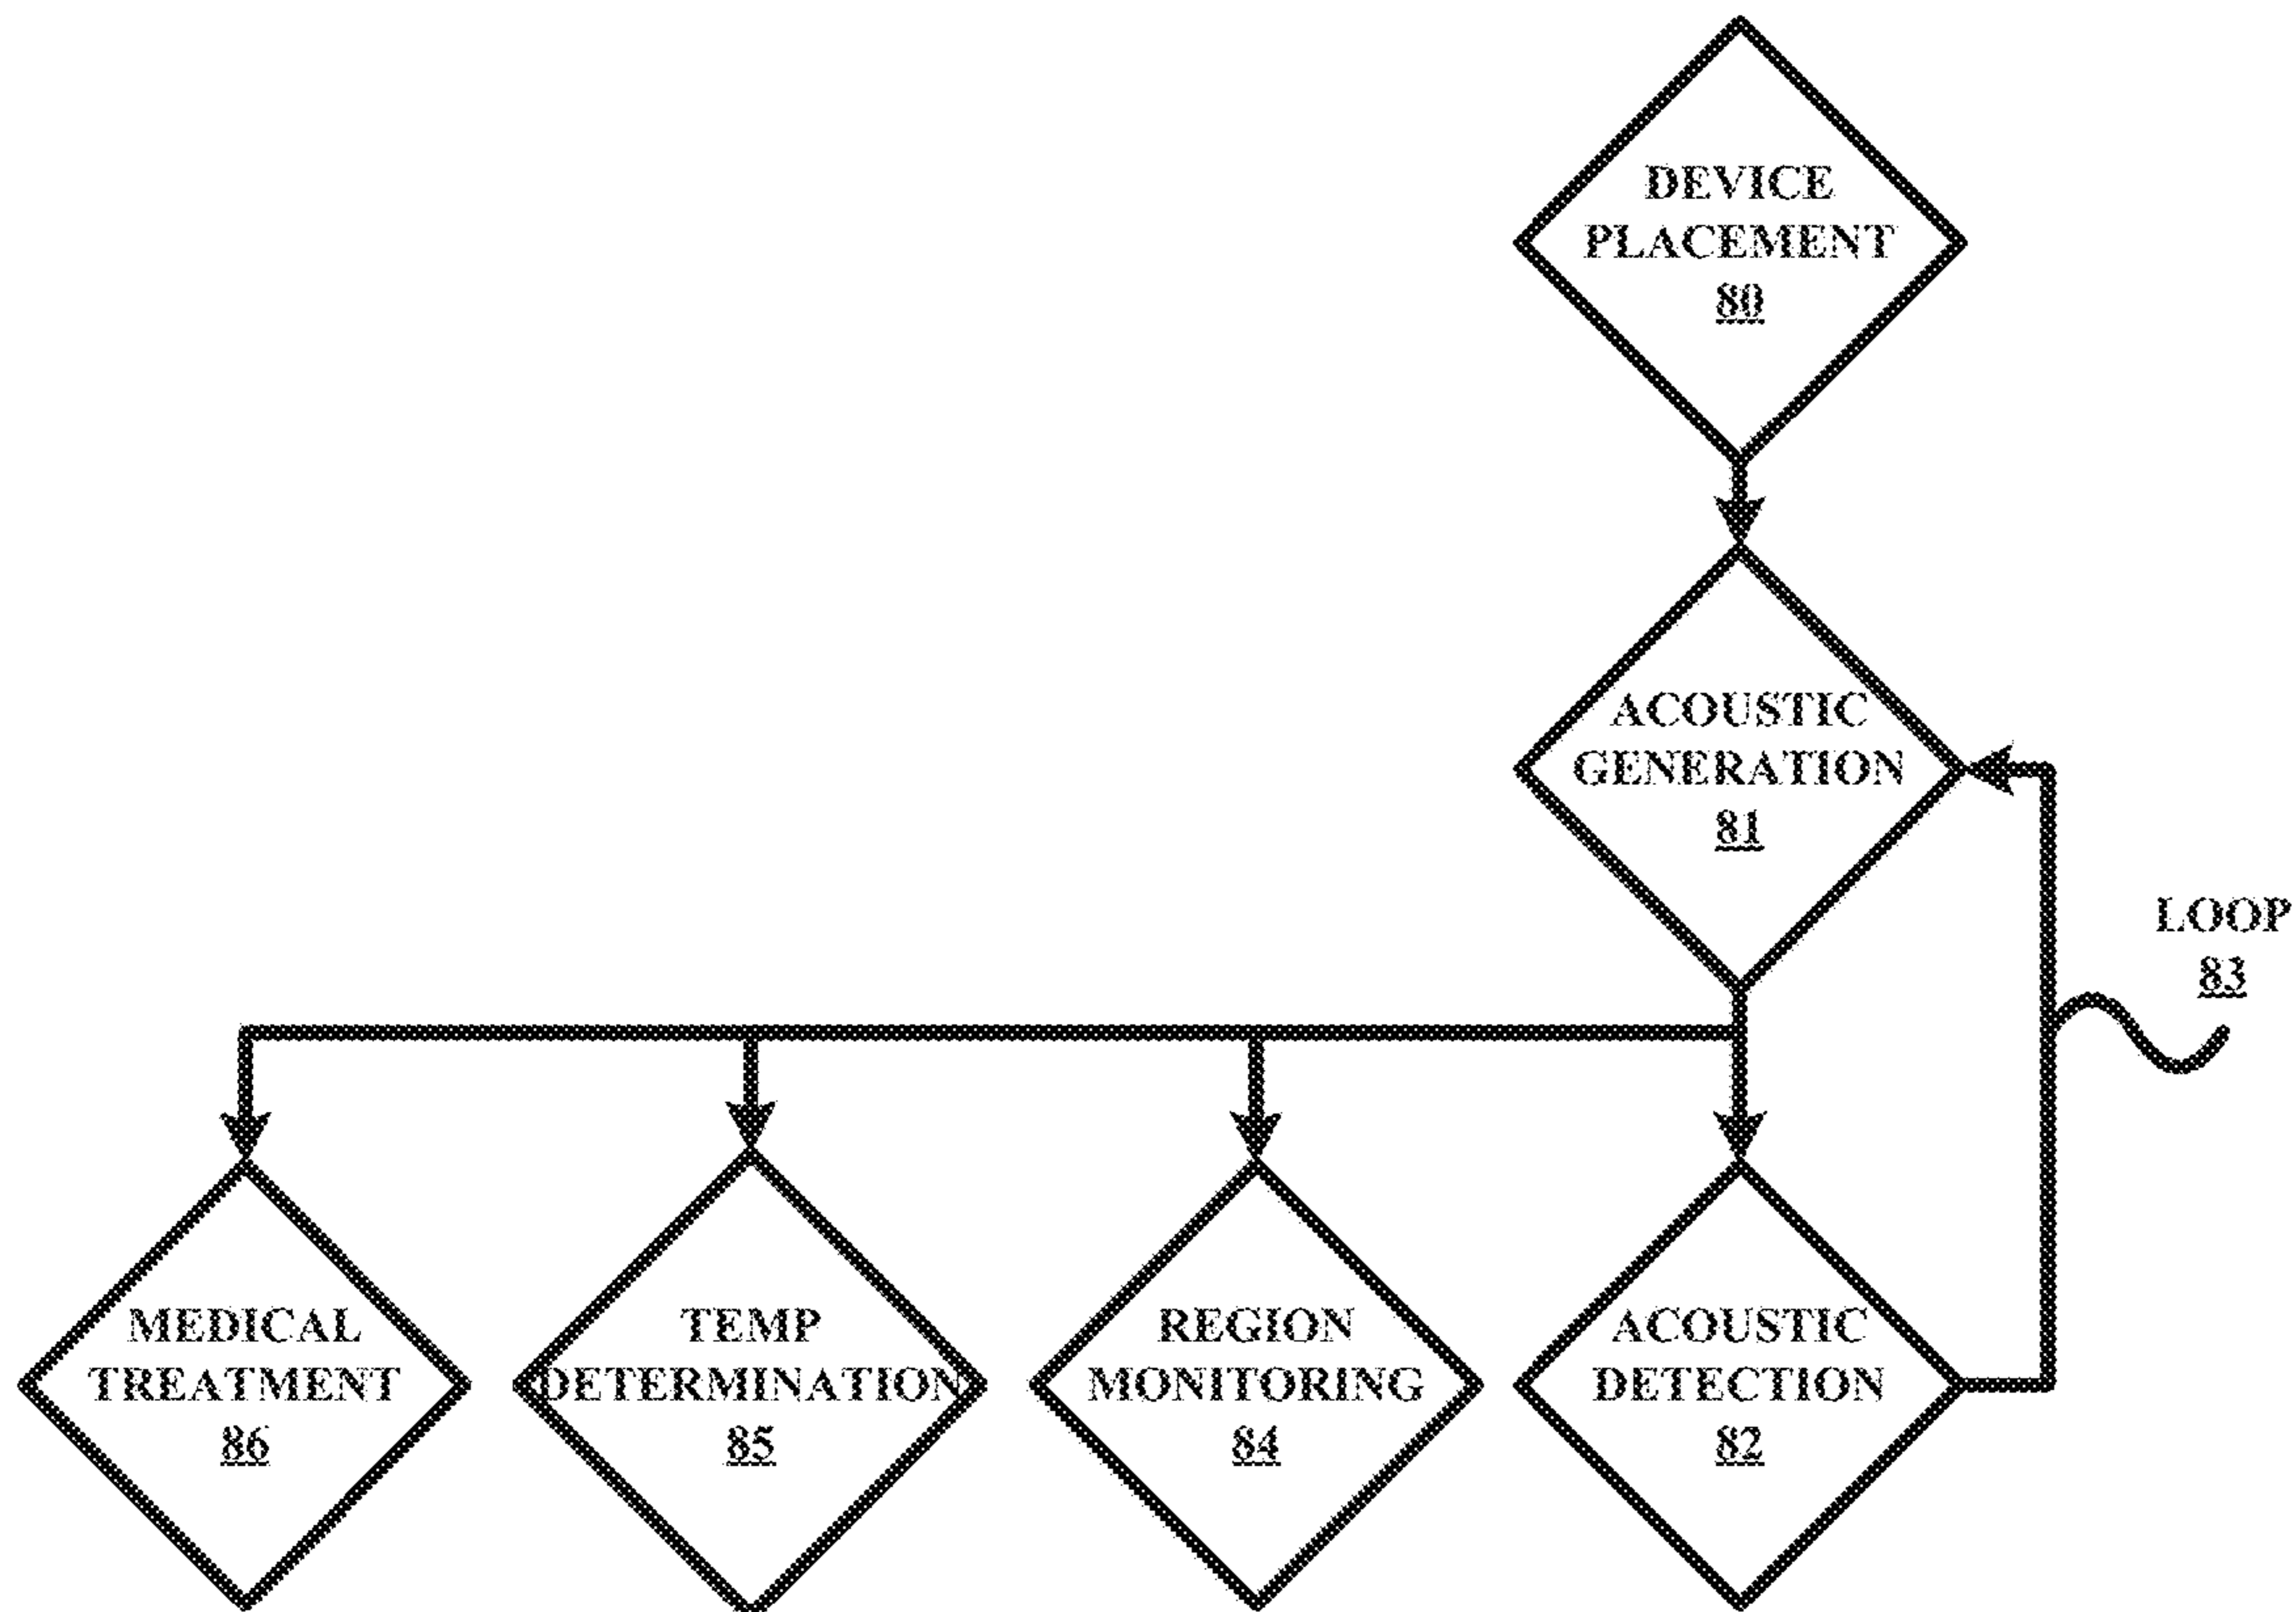 DEVICE
PLACEMENT
80
ACOUSTIC
GENERATION
81
LOOP
83
MEDICAL
TREATMENT
86
TEMP
DETERMINATION
85
REGION
MONITORING
84
ACOUSTIC
DETECTION
82